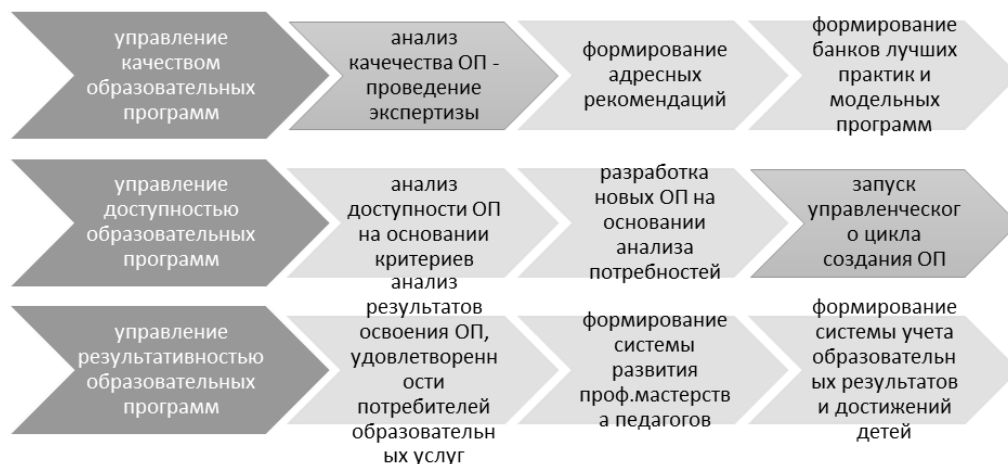 управление
качеством
образовательных
программ
анализ
качечества ОП -
проведение
экспертизы
формирование
адресных
рекомендаций
формирование
банков лучших
практик и
модельных
программ
управление
доступностью
образовательных
программ
анализ
доступности ОП
на основании
критериев
разработка
новых ОП на
основании
анализа
потребностей
запуск
управленческог
о цикла
создания ОП
управление
результативностью
образовательных
программ
анализ
результатов
освоения ОП,
удовлетворенн
ости
потребителей
образовательн
ых услуг
формирование
системы
развития
проф.мастерств
а педагогов
формирование
системы учета
образовательн
ых результатов
и достижений
детей